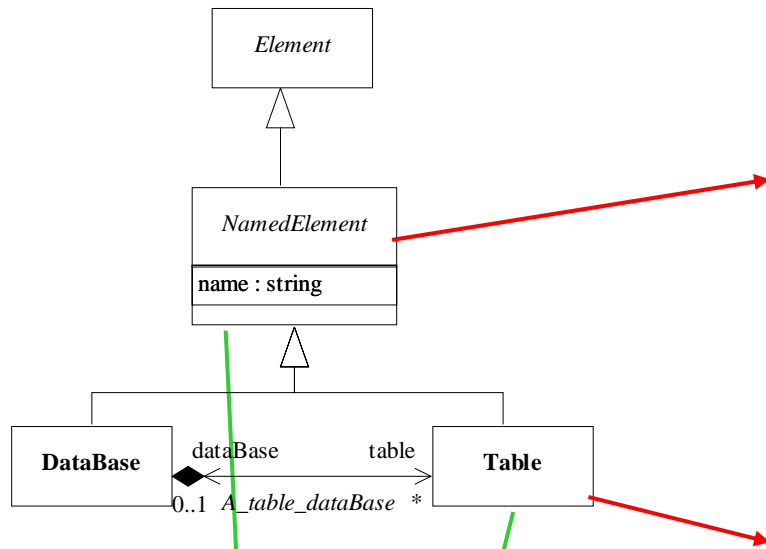 Element
NamedElement
name : string
DataBase
dataBase
table
Table
0..1 A_table_dataBase *